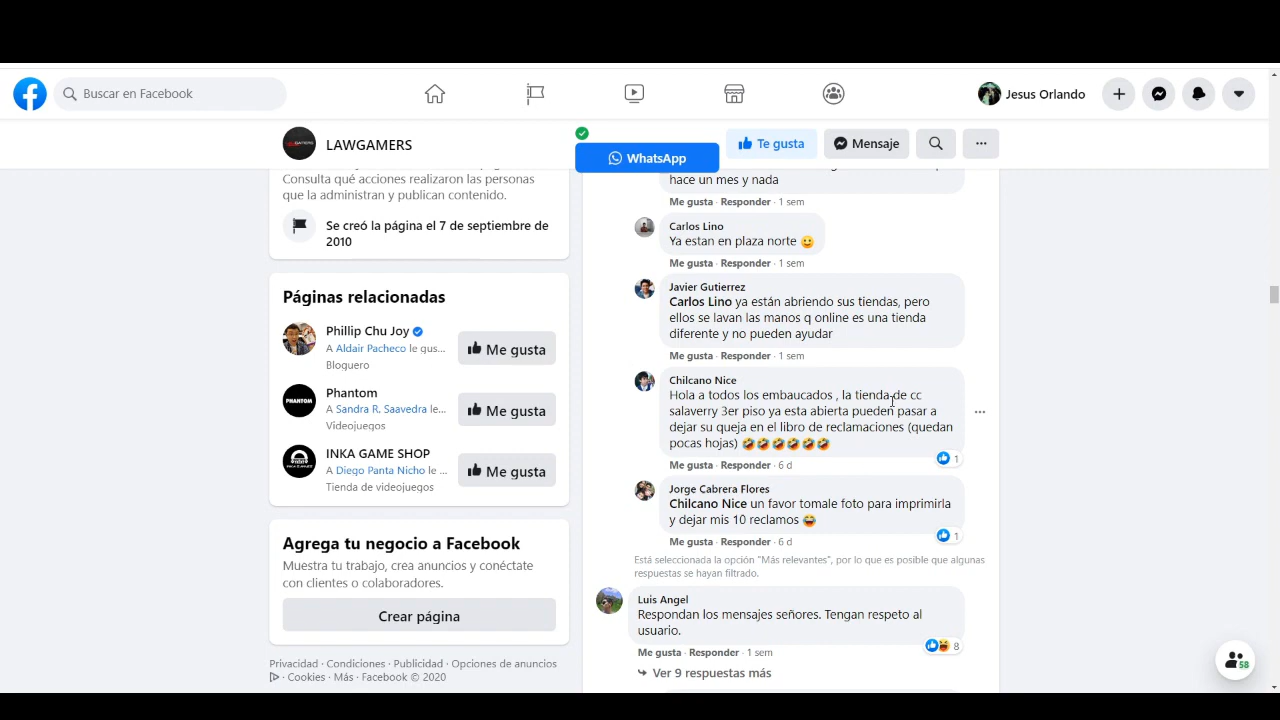 Buscar en Facebook
Jesus Orlando
LAWGAMERS
WhatsApp
Te gusta
Mensaje
Consulta qué acciones realizaron las personas
que la administran y publican contenido.
Se creó la página el 7 de septiembre de
2010
Páginas relacionadas
Phillip Chu Joy
A Aldair Pacheco le gus...
Bloguero
Me gusta
Phantom
A Sandra R. Saavedra le...
Videojuegos
Me gusta
INKA GAME SHOP
A Diego Panta Nicho le ...
Tienda de videojuegos
Me gusta
Agrega tu negocio a Facebook
Muestra tu trabajo, crea anuncios y conéctate
con clientes o colaboradores.
Crear página
Privacidad · Condiciones · Publicidad · Opciones de anuncios
· Cookies · Más · Facebook © 2020
hace un mes y nada
Me gusta · Responder · 1 sem
Carlos Lino
Ya estan en plaza norte 😉
Me gusta · Responder · 1 sem
Javier Gutierrez
Carlos Lino ya están abriendo sus tiendas, pero
ellos se lavan las manos q online es una tienda
diferente y no pueden ayudar
Me gusta · Responder · 1 sem
Chilcano Nice
Hola a todos los embaucados , la tienda de cc
salaverry 3er piso ya esta abierta pueden pasar a
dejar su queja en el libro de reclamaciones (quedan
pocas hojas) 🤣🤣🤣🤣🤣🤣
1
Me gusta · Responder · 6 d
Jorge Cabrera Flores
Chilcano Nice un favor tomale foto para imprimirla
y dejar mis 10 reclamos 😂
1
Me gusta · Responder · 6 d
Está seleccionada la opción "Más relevantes", por lo que es posible que algunas
respuestas se hayan filtrado.
Luis Angel
Respondan los mensajes señores. Tengan respeto al
usuario.
8
Me gusta · Responder · 1 sem
Ver 9 respuestas más
58